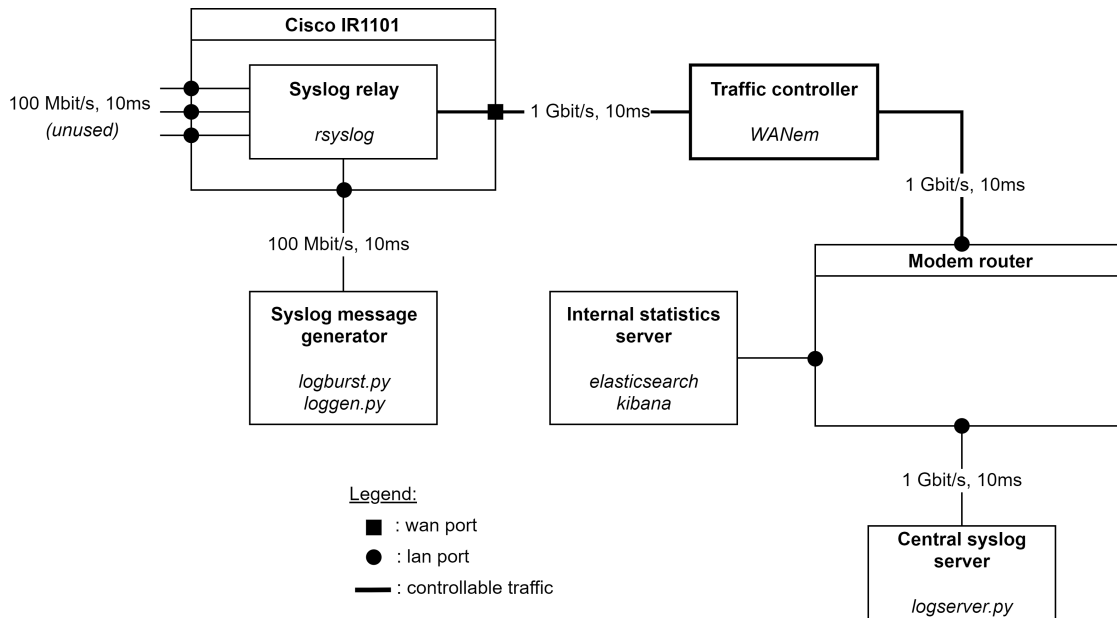 Cisco IR1101
Syslog relay
rsyslog
100 Mbit/s, 10ms
(unused)
1 Gbit/s, 10ms
Traffic controller
WANem
1 Gbit/s, 10ms
100 Mbit/s, 10ms
Modem router
Syslog message
generator
logburst.py
loggen.py
Internal statistics
server
elasticsearch
kibana
1 Gbit/s, 10ms
Central syslog
server
logserver.py
Legend:
: wan port
: lan port
: controllable traffic